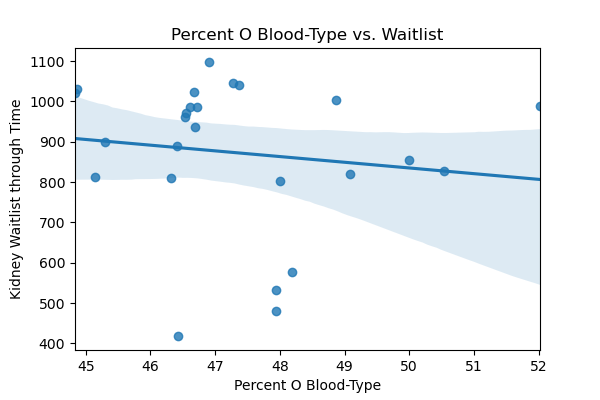 Percent O Blood-Type vs. Waitlist
Kidney Waitlist through Time
1100
1000
900
800
700
600
500
400
45 46 47 48 49 50 51 52
Percent O Blood-Type